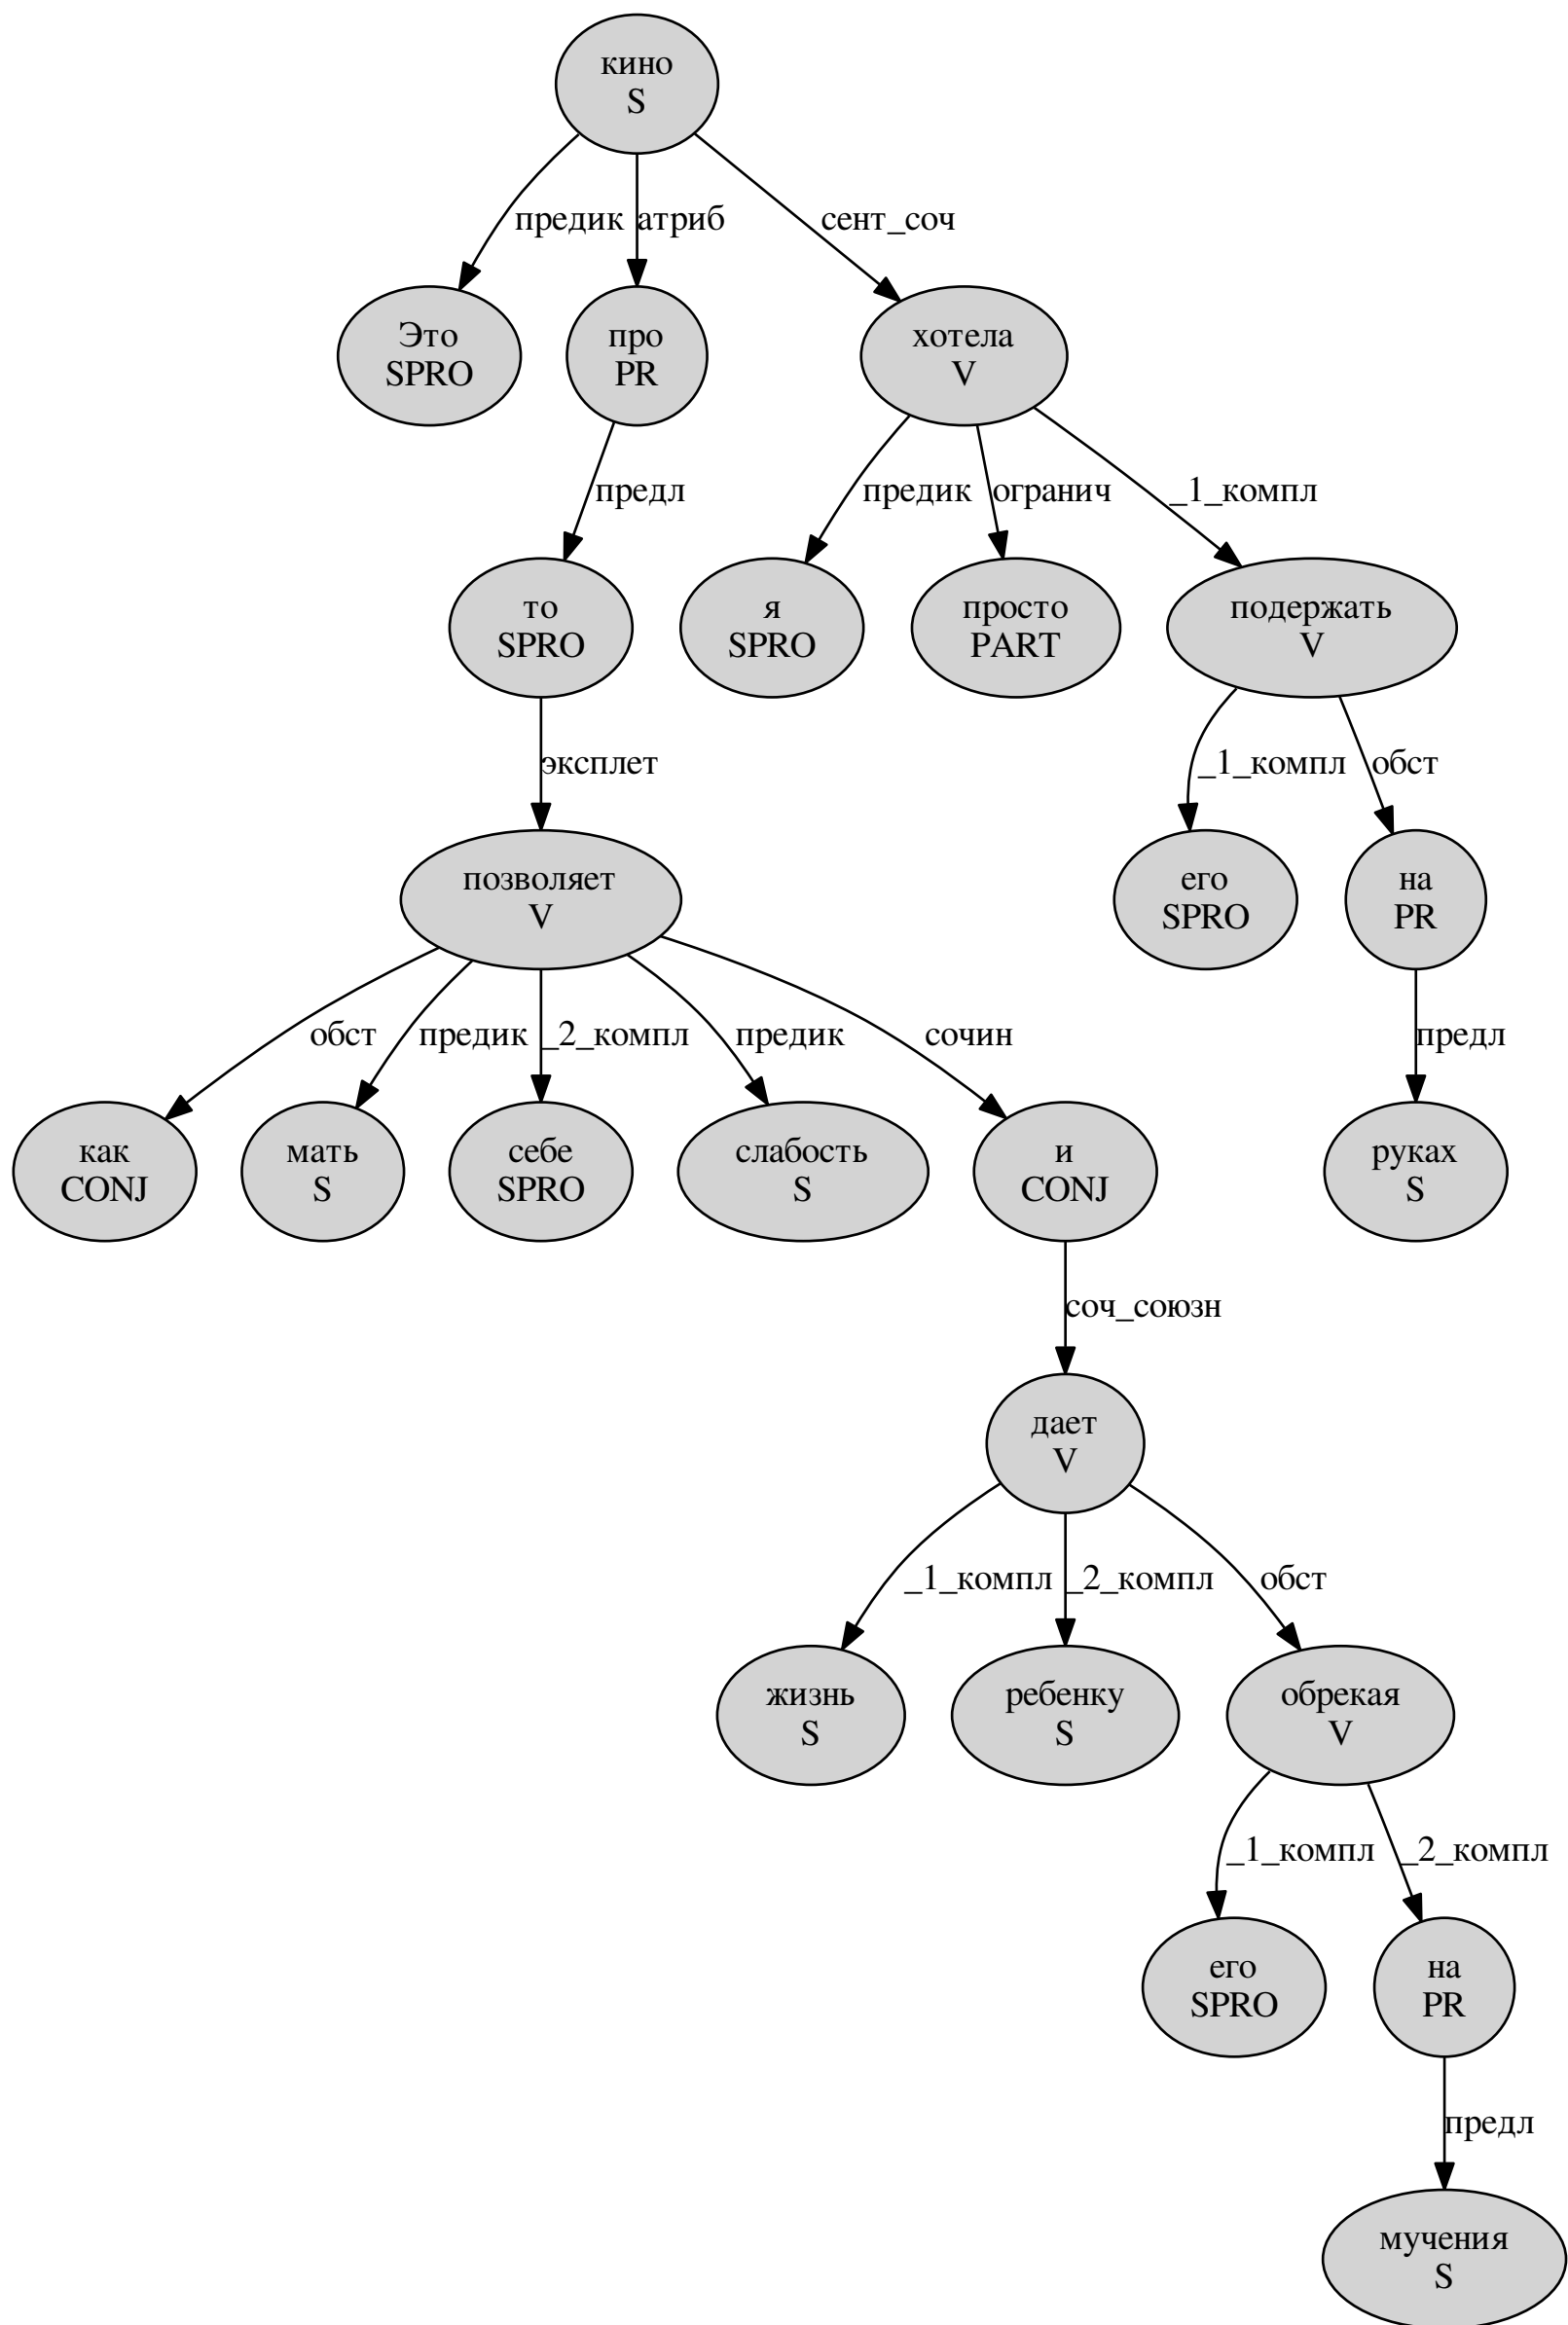 кино
S
предик
атриб
сент_соч
Это
SPRO
про
PR
хотела
V
предл
предик
огранич
_1_компл
то
SPRO
я
SPRO
просто
PART
подержать
V
эксплет
_1_компл
обст
позволяет
V
его
SPRO
на
PR
обст
предик
_2_компл
предик
сочин
предл
как
CONJ
мать
S
себе
SPRO
слабость
S
и
CONJ
руках
S
соч_союзн
дает
V
_1_компл
_2_компл
обст
жизнь
S
ребенку
S
обрекая
V
_1_компл
_2_компл
его
SPRO
на
PR
предл
мучения
S